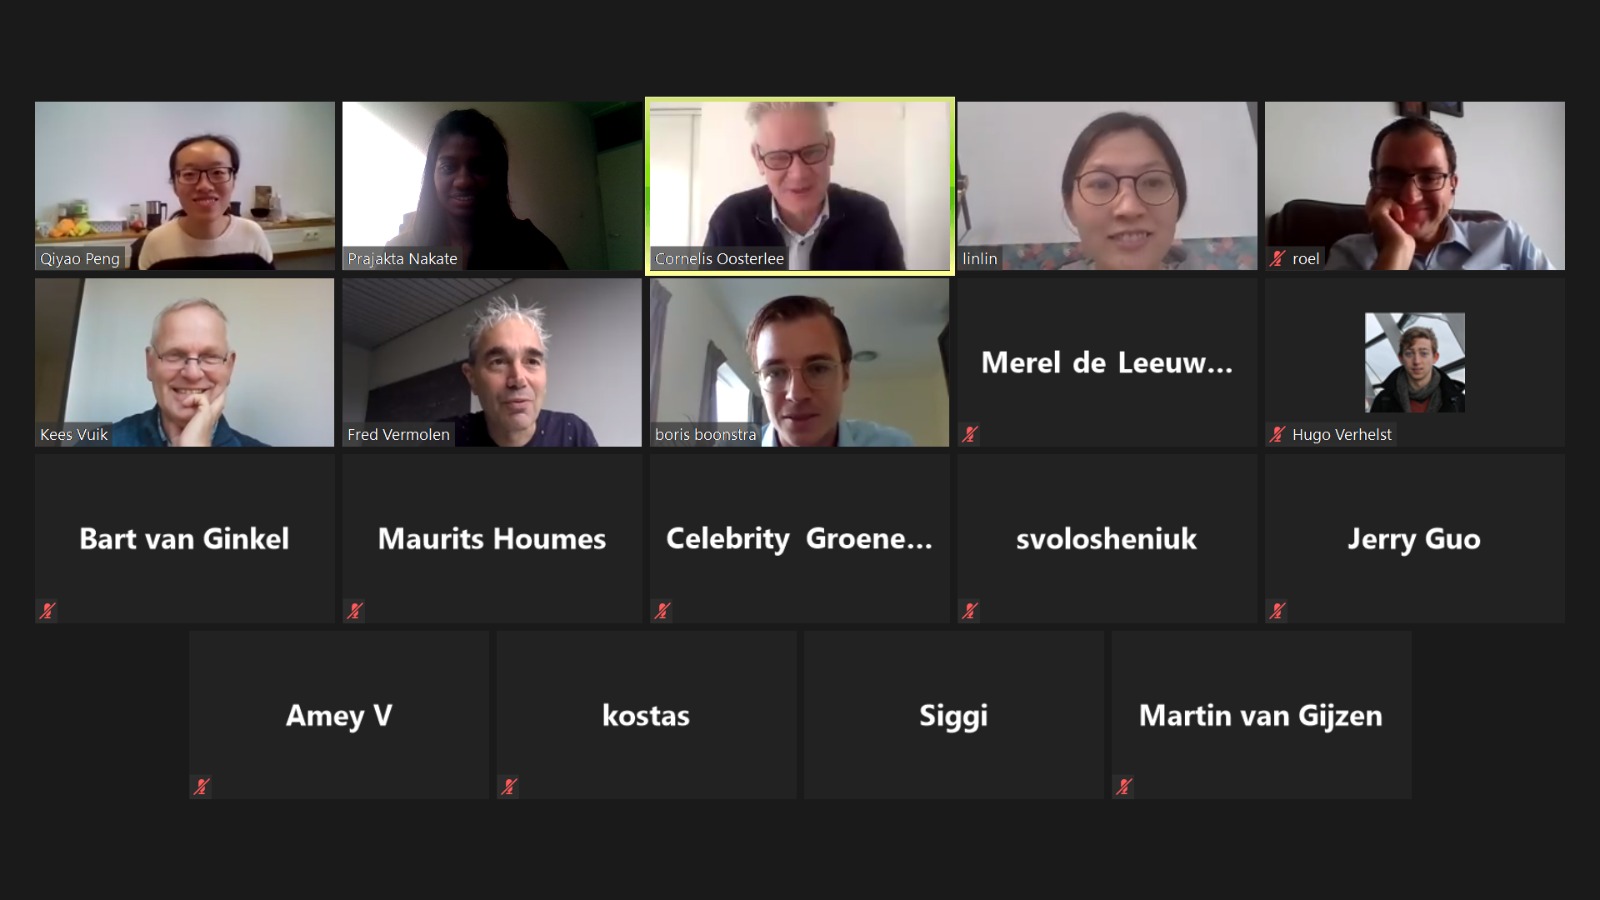 Qiyao Peng
Prajakta Nakate
Cornelis Oosterlee
linlin
roel
Kees Vuik
Fred Vermolen
boris boonstra
Merel de Leeuw...
Hugo Verhelst
Bart van Ginkel
Maurits Houmes
Celebrity Groene...
svolosheniuk
Jerry Guo
Amey V
kostas
Siggi
Martin van Gijzen